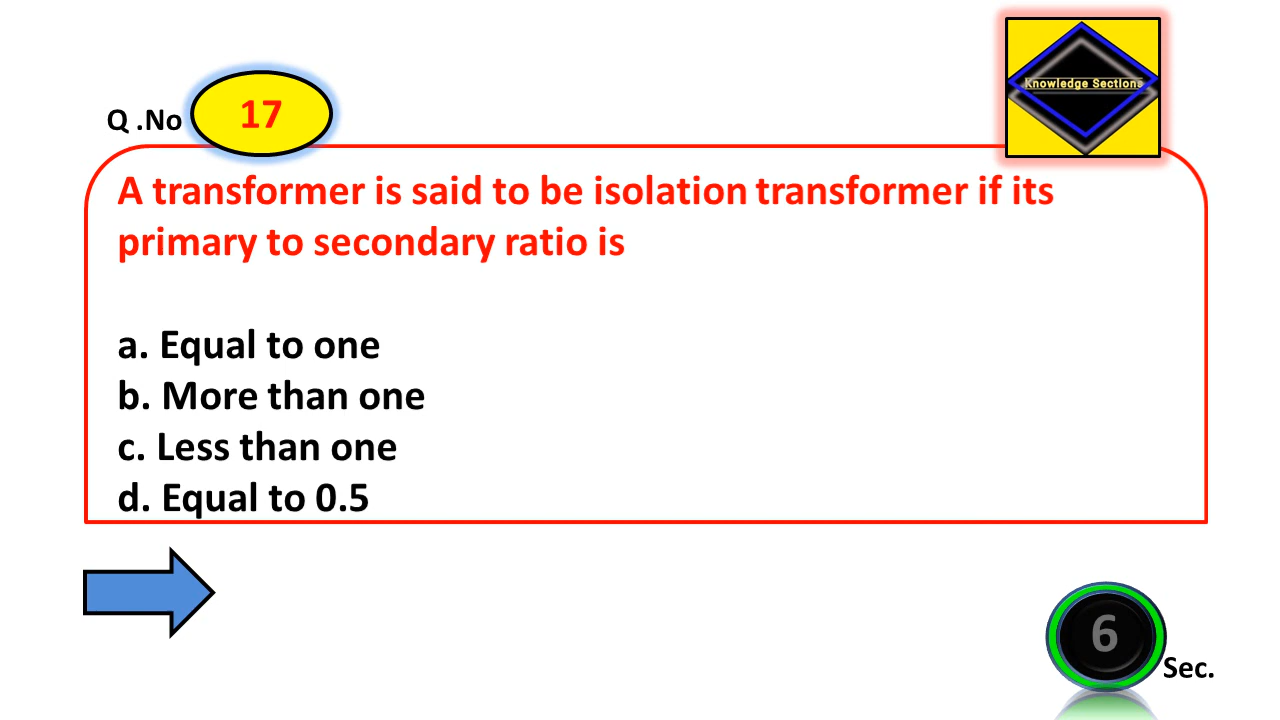 Knowledge Sections
Q .No 17
A transformer is said to be isolation transformer if its
primary to secondary ratio is
a. Equal to one
b. More than one
c. Less than one
d. Equal to 0.5
6 Sec.